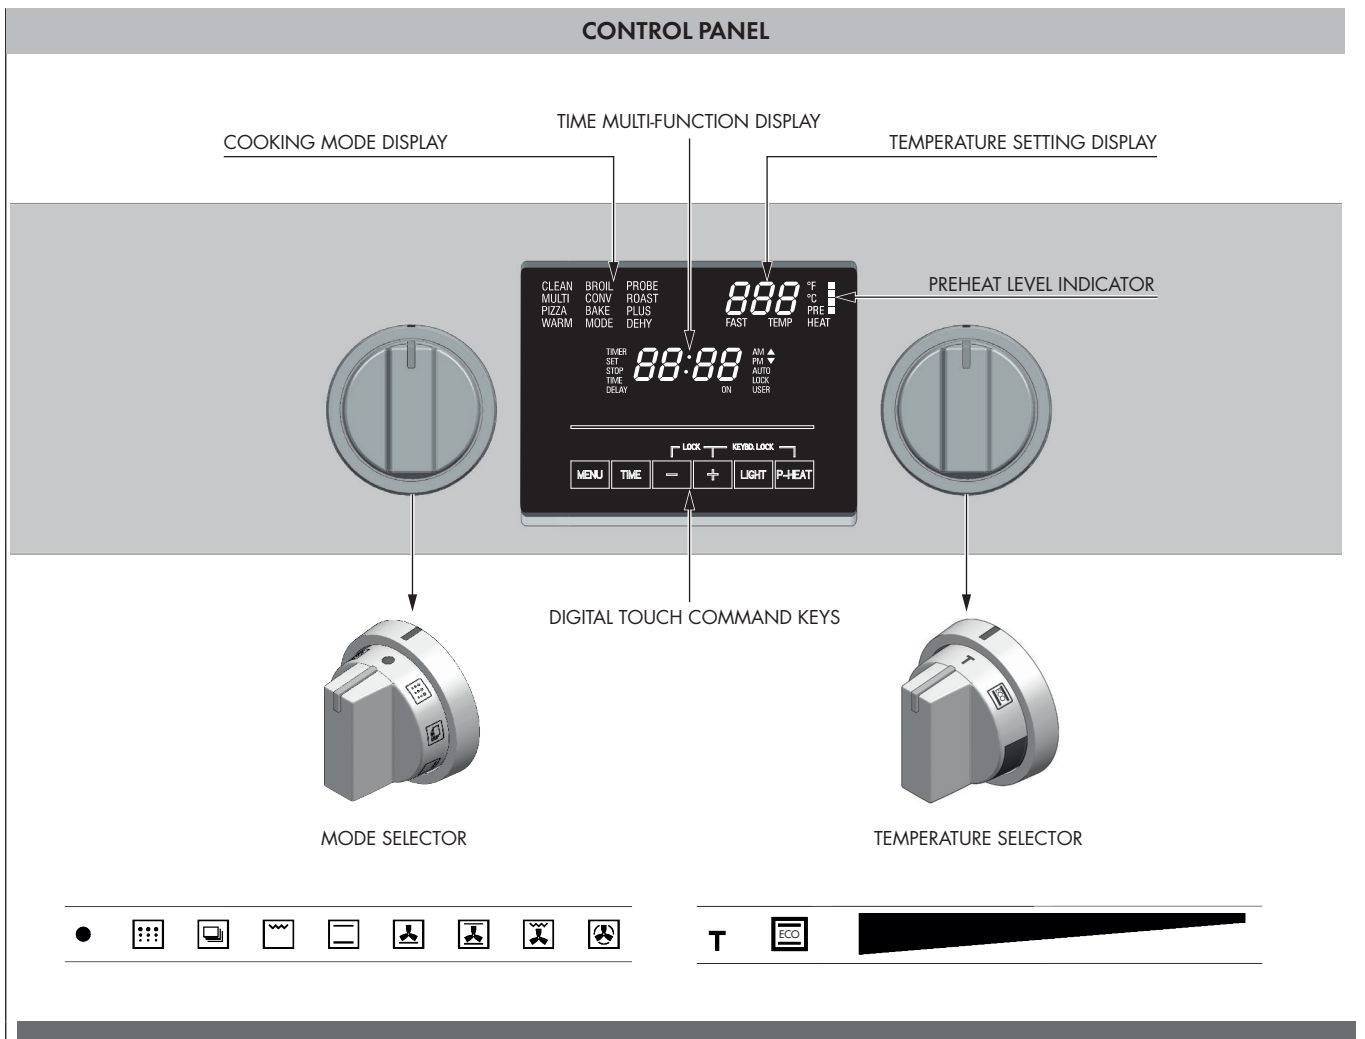 CONTROL PANEL
TIME MULTI-FUNCTION DISPLAY
COOKING MODE DISPLAY
TEMPERATURE SETTING DISPLAY
PREHEAT LEVEL INDICATOR
CLEAN BROIL PROBE
MULTI CONV ROAST
PIZZA BAKE PLUS
WARM MODE DEHY
888 °F
°C
PRE
FAST TEMP HEAT
TIMER
SET
STOP
TIME
DELAY
88:88
ON
AM ▲
PM ▼
AUTO
LOCK
USER
LOCK KEYBD. LOCK
MENU TIME − + LIGHT P-HEAT
DIGITAL TOUCH COMMAND KEYS
T
ECO
MODE SELECTOR
TEMPERATURE SELECTOR
T ECO